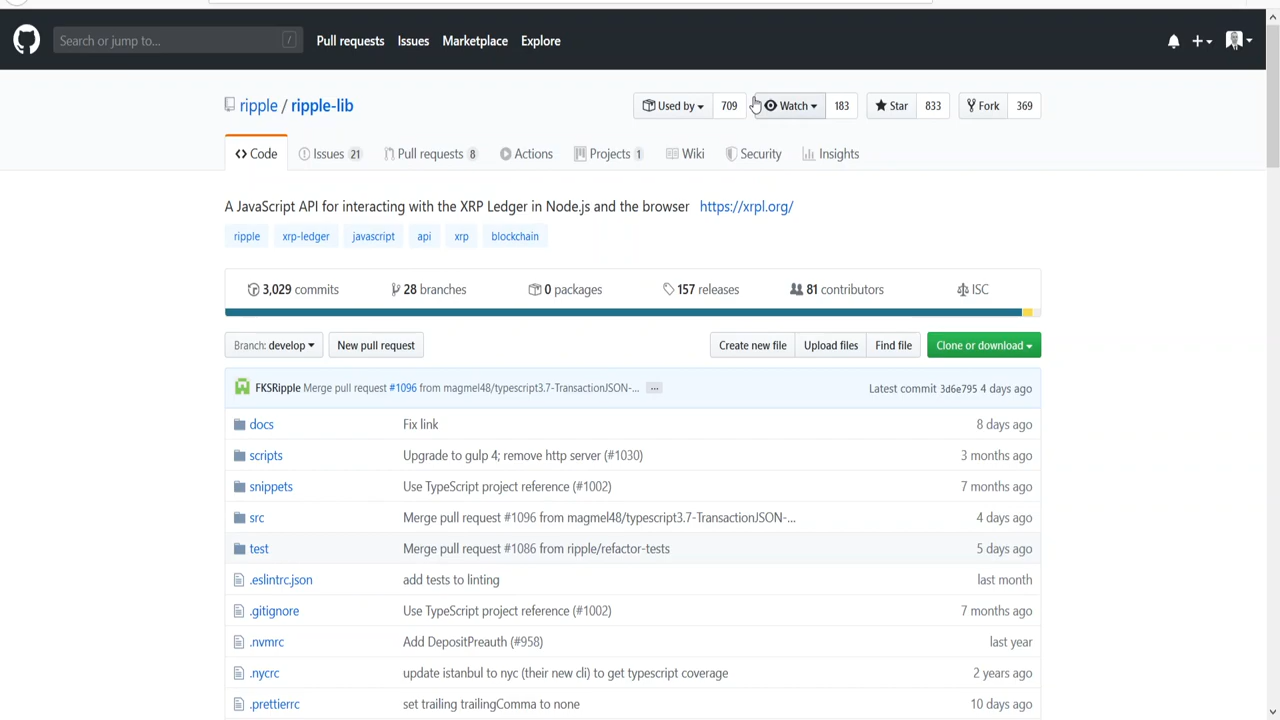 Search or jump to... / Pull requests Issues Marketplace Explore
ripple / ripple-lib Used by 709 Watch 183 Star 833 Fork 369
Code Issues 21 Pull requests 8 Actions Projects 1 Wiki Security Insights
A JavaScript API for interacting with the XRP Ledger in Node.js and the browser https://xrpl.org/
ripple xrp-ledger javascript api xrp blockchain
3,029 commits 28 branches 0 packages 157 releases 81 contributors ISC
Branch: develop New pull request Create new file Upload files Find file Clone or download
FKSRipple Merge pull request #1096 from magmel48/typescript3.7-TransactionJSON-... ... Latest commit 3d6e795 4 days ago
docs Fix link 8 days ago
scripts Upgrade to gulp 4; remove http server (#1030) 3 months ago
snippets Use TypeScript project reference (#1002) 7 months ago
src Merge pull request #1096 from magmel48/typescript3.7-TransactionJSON-... 4 days ago
test Merge pull request #1086 from ripple/refactor-tests 5 days ago
.eslintrc.json add tests to linting last month
.gitignore Use TypeScript project reference (#1002) 7 months ago
.nvmrc Add DepositPreauth (#958) last year
.nycrc update istanbul to nyc (their new cli) to get typescript coverage 2 years ago
.prettierrc set trailing trailingComma to none 10 days ago